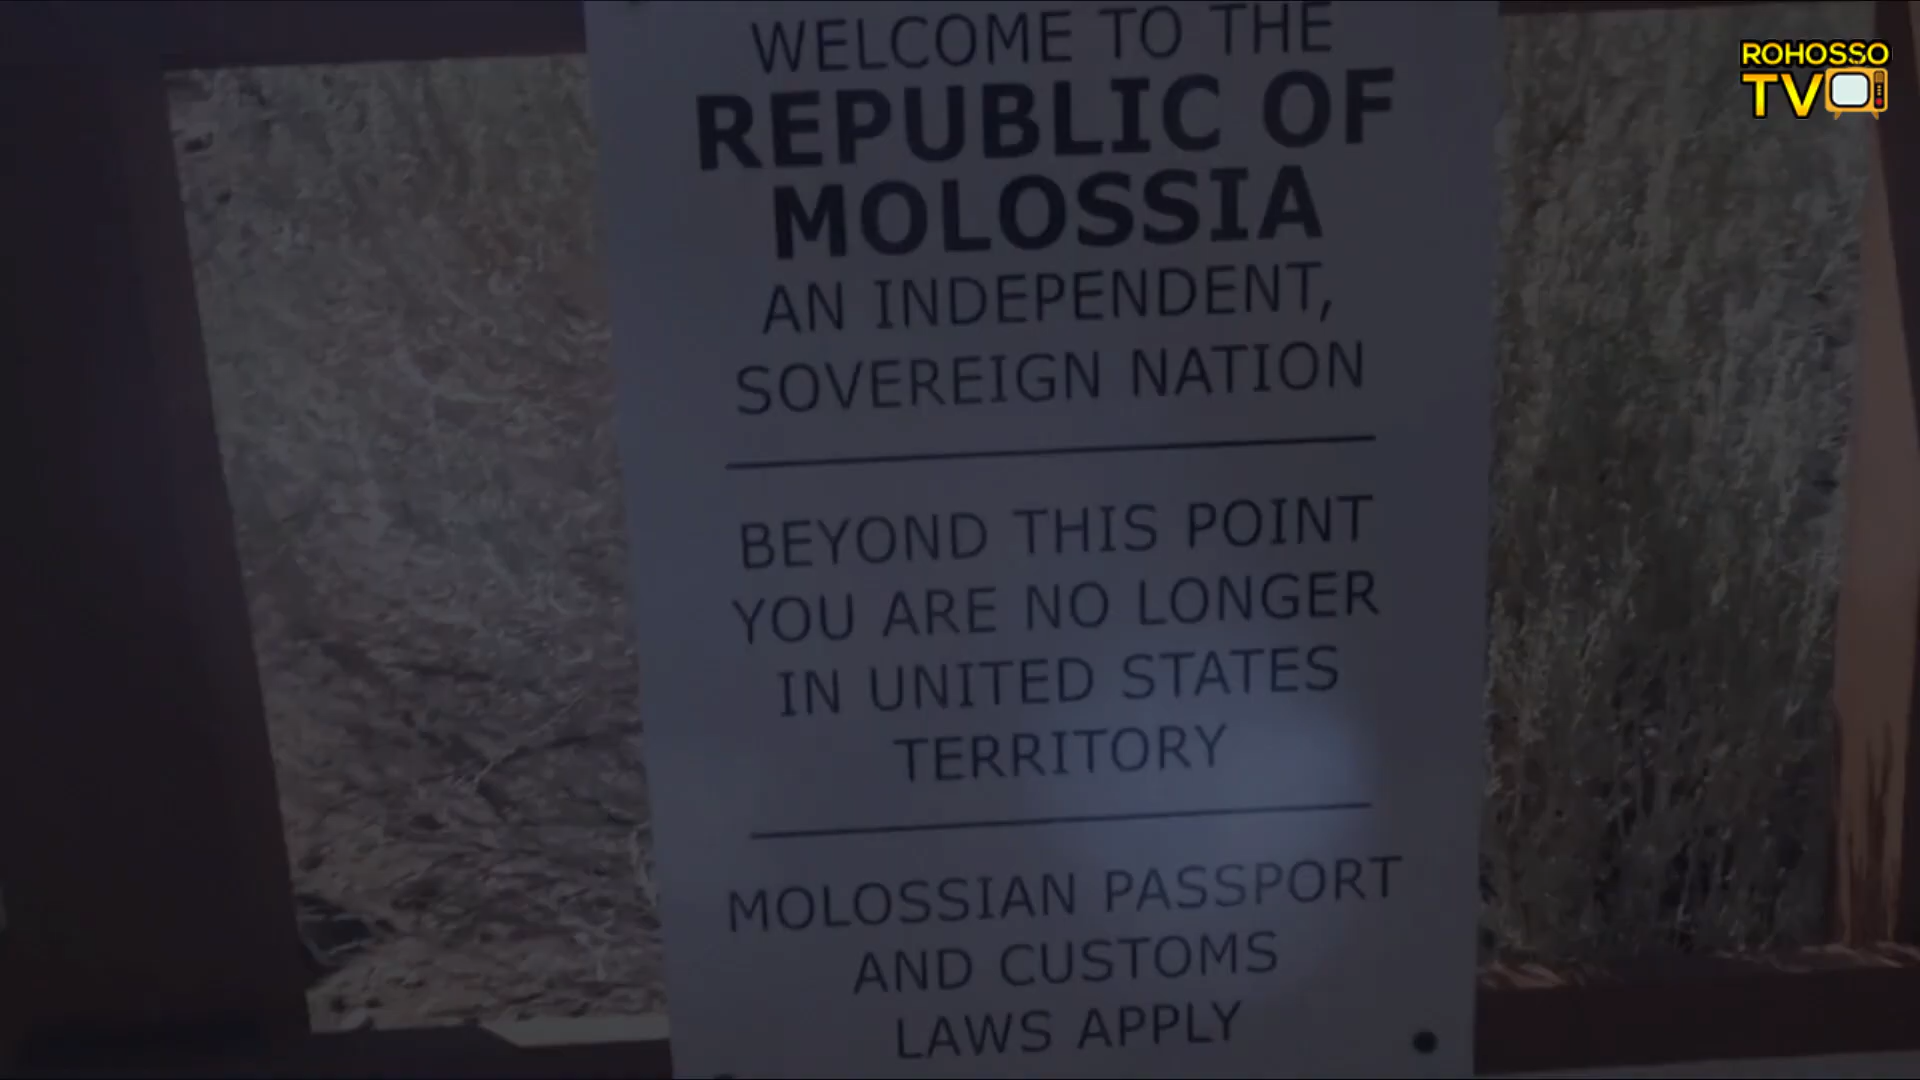 WELCOME TO THE
REPUBLIC OF
MOLOSSIA
AN INDEPENDENT,
SOVEREIGN NATION
BEYOND THIS POINT
YOU ARE NO LONGER
IN UNITED STATES
TERRITORY
MOLOSSIAN PASSPORT
AND CUSTOMS
LAWS APPLY
ROHOSSO
TV